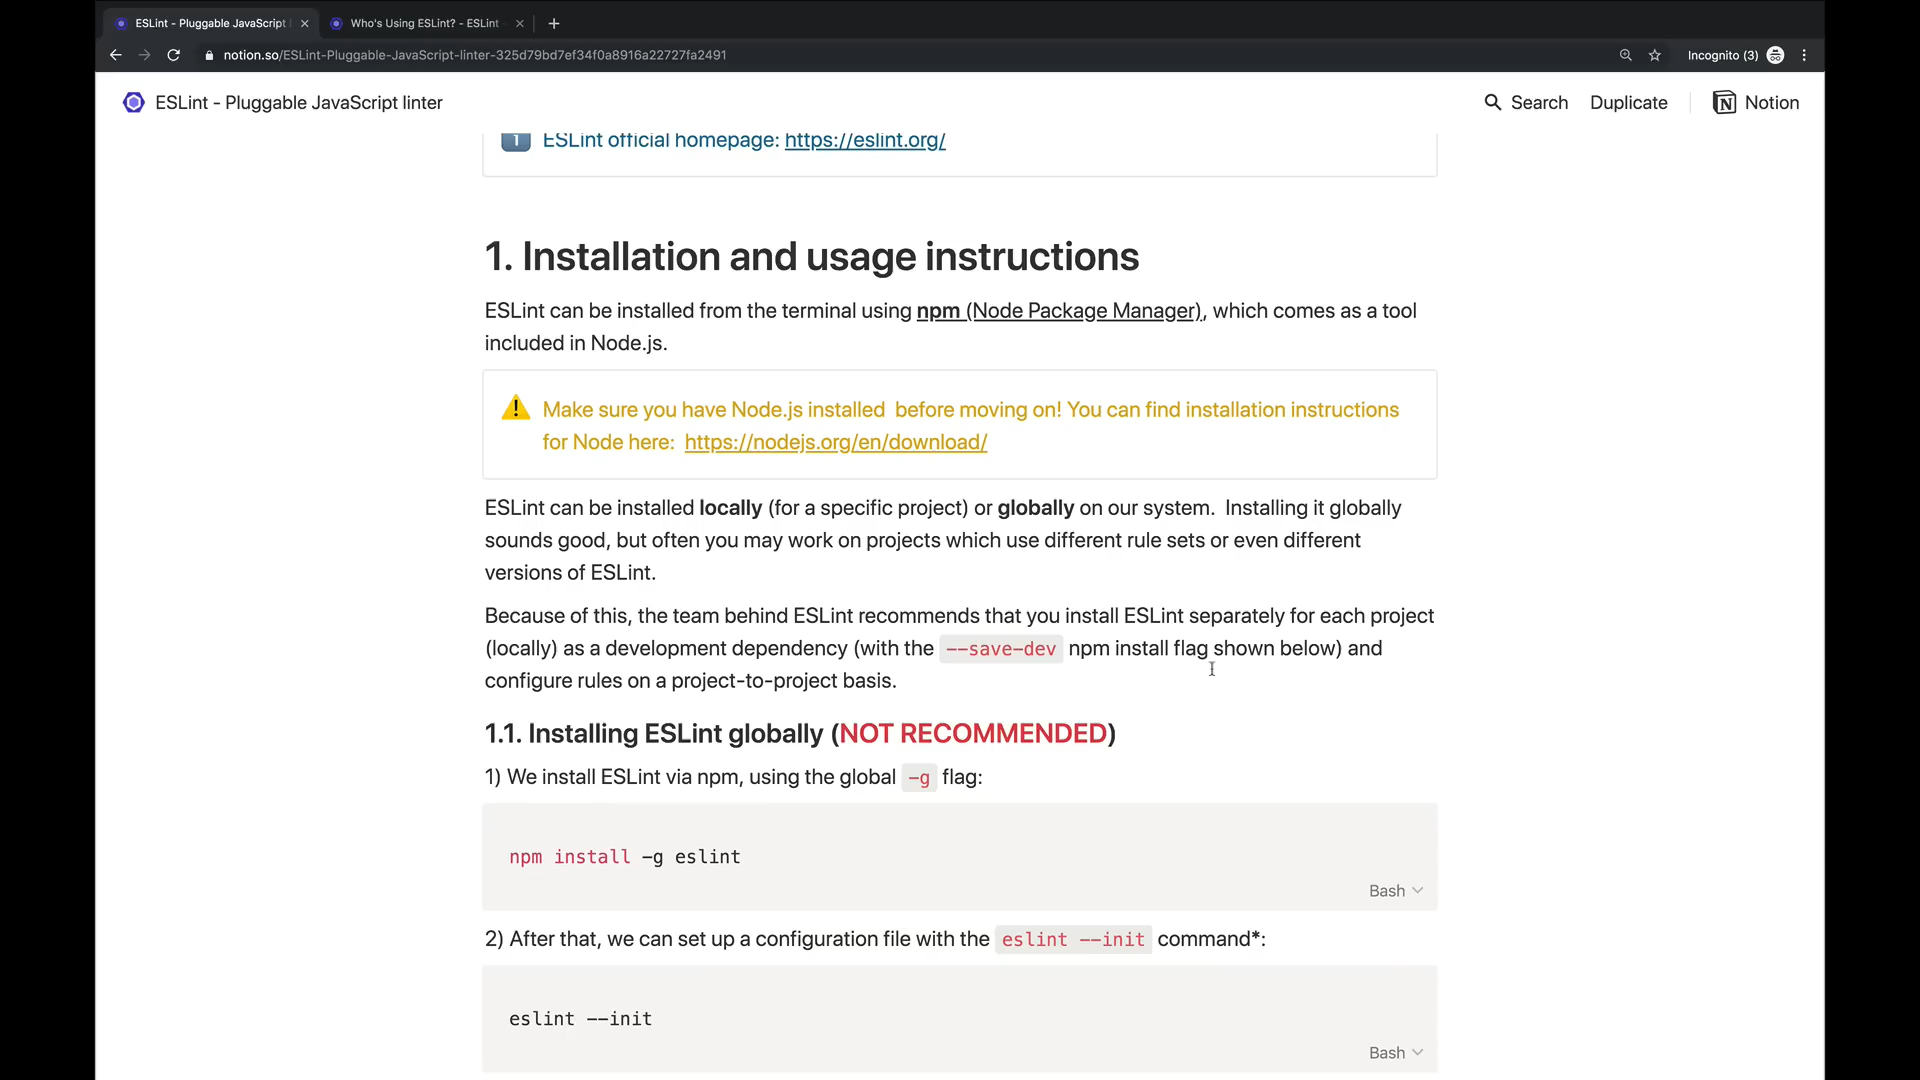 ESLint - Pluggable JavaScript
Who's Using ESLint? - ESLint
notion.so/ESLint-Pluggable-JavaScript-linter-325d79bd7ef34f0a8916a22727fa2491
Incognito (3)
ESLint - Pluggable JavaScript linter
Search
Duplicate
Notion
ESLint official homepage: https://eslint.org/
1. Installation and usage instructions
ESLint can be installed from the terminal using npm (Node Package Manager), which comes as a tool
included in Node.js.
Make sure you have Node.js installed  before moving on! You can find installation instructions
for Node here:  https://nodejs.org/en/download/
ESLint can be installed locally (for a specific project) or globally on our system.  Installing it globally
sounds good, but often you may work on projects which use different rule sets or even different
versions of ESLint.
Because of this, the team behind ESLint recommends that you install ESLint separately for each project
(locally) as a development dependency (with the --save-dev npm install flag shown below) and
configure rules on a project-to-project basis.
1.1. Installing ESLint globally (NOT RECOMMENDED)
1) We install ESLint via npm, using the global -g flag:
npm install -g eslint
Bash
2) After that, we can set up a configuration file with the eslint --init command*:
eslint --init
Bash